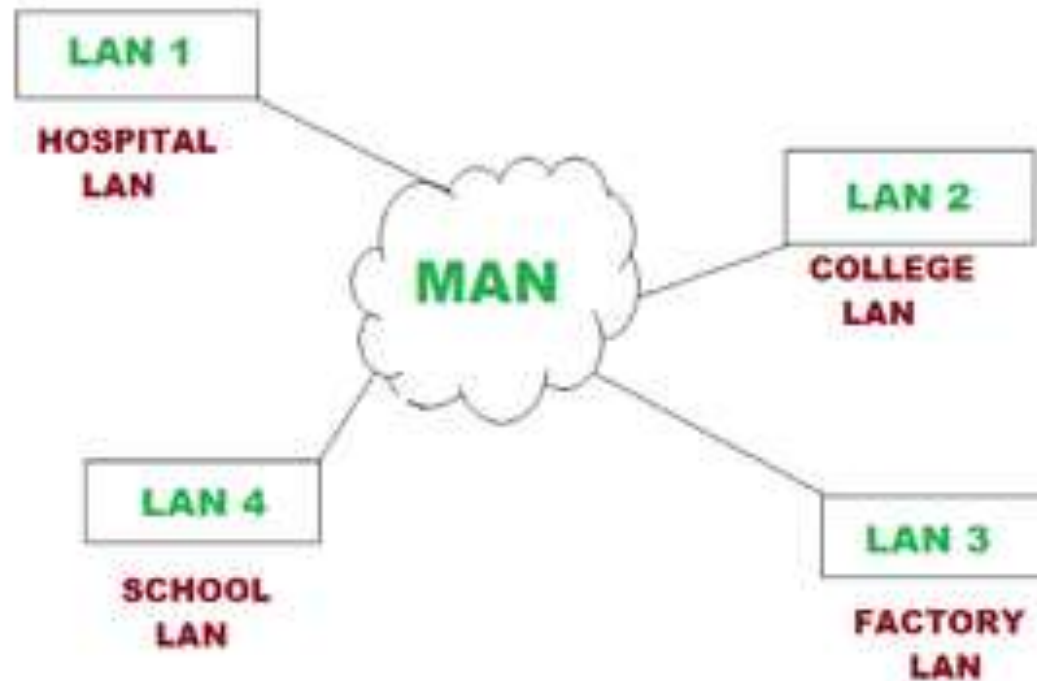 LAN 1
HOSPITAL
LAN
LAN 2
COLLEGE
LAN
MAN
LAN 4
SCHOOL
LAN
LAN 3
FACTORY
LAN